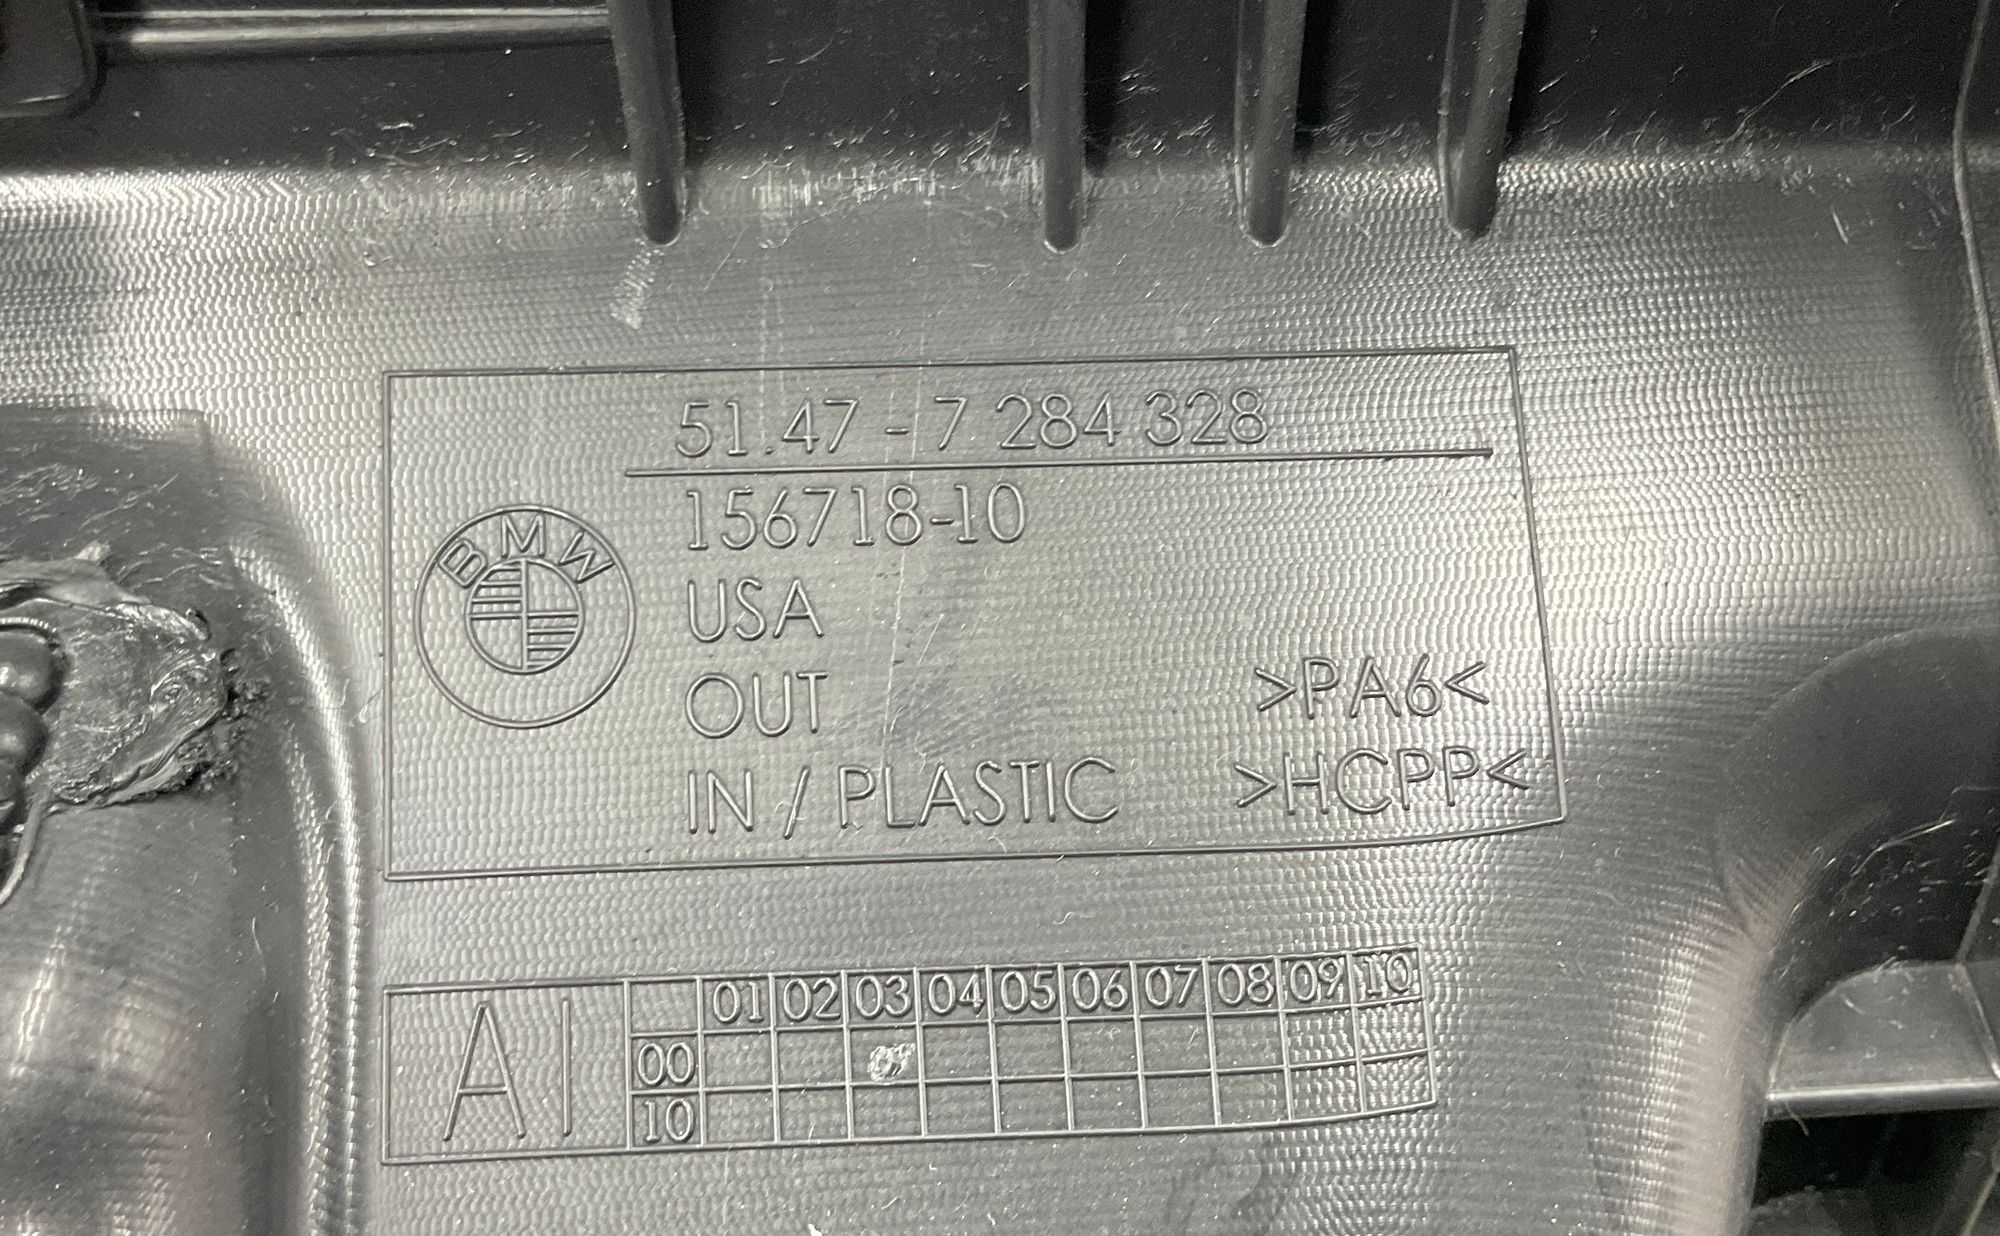 51.47 - 7 284 328
156718-10
BMW
USA
OUT >PA6<
IN / PLASTIC >HCPP<
AI 01 02 03 04 05 06 07 08 09 10
00
10